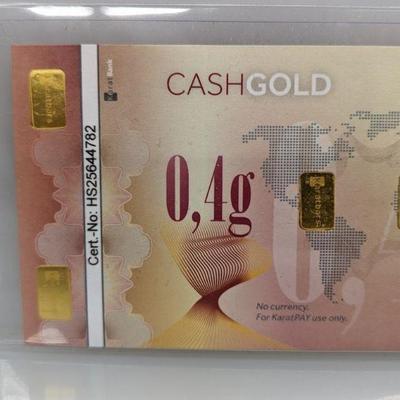 Karat Bank
CASHGOLD
Cert.-No: HS25644782
0,4g
No currency.
For KaratPAY use only.